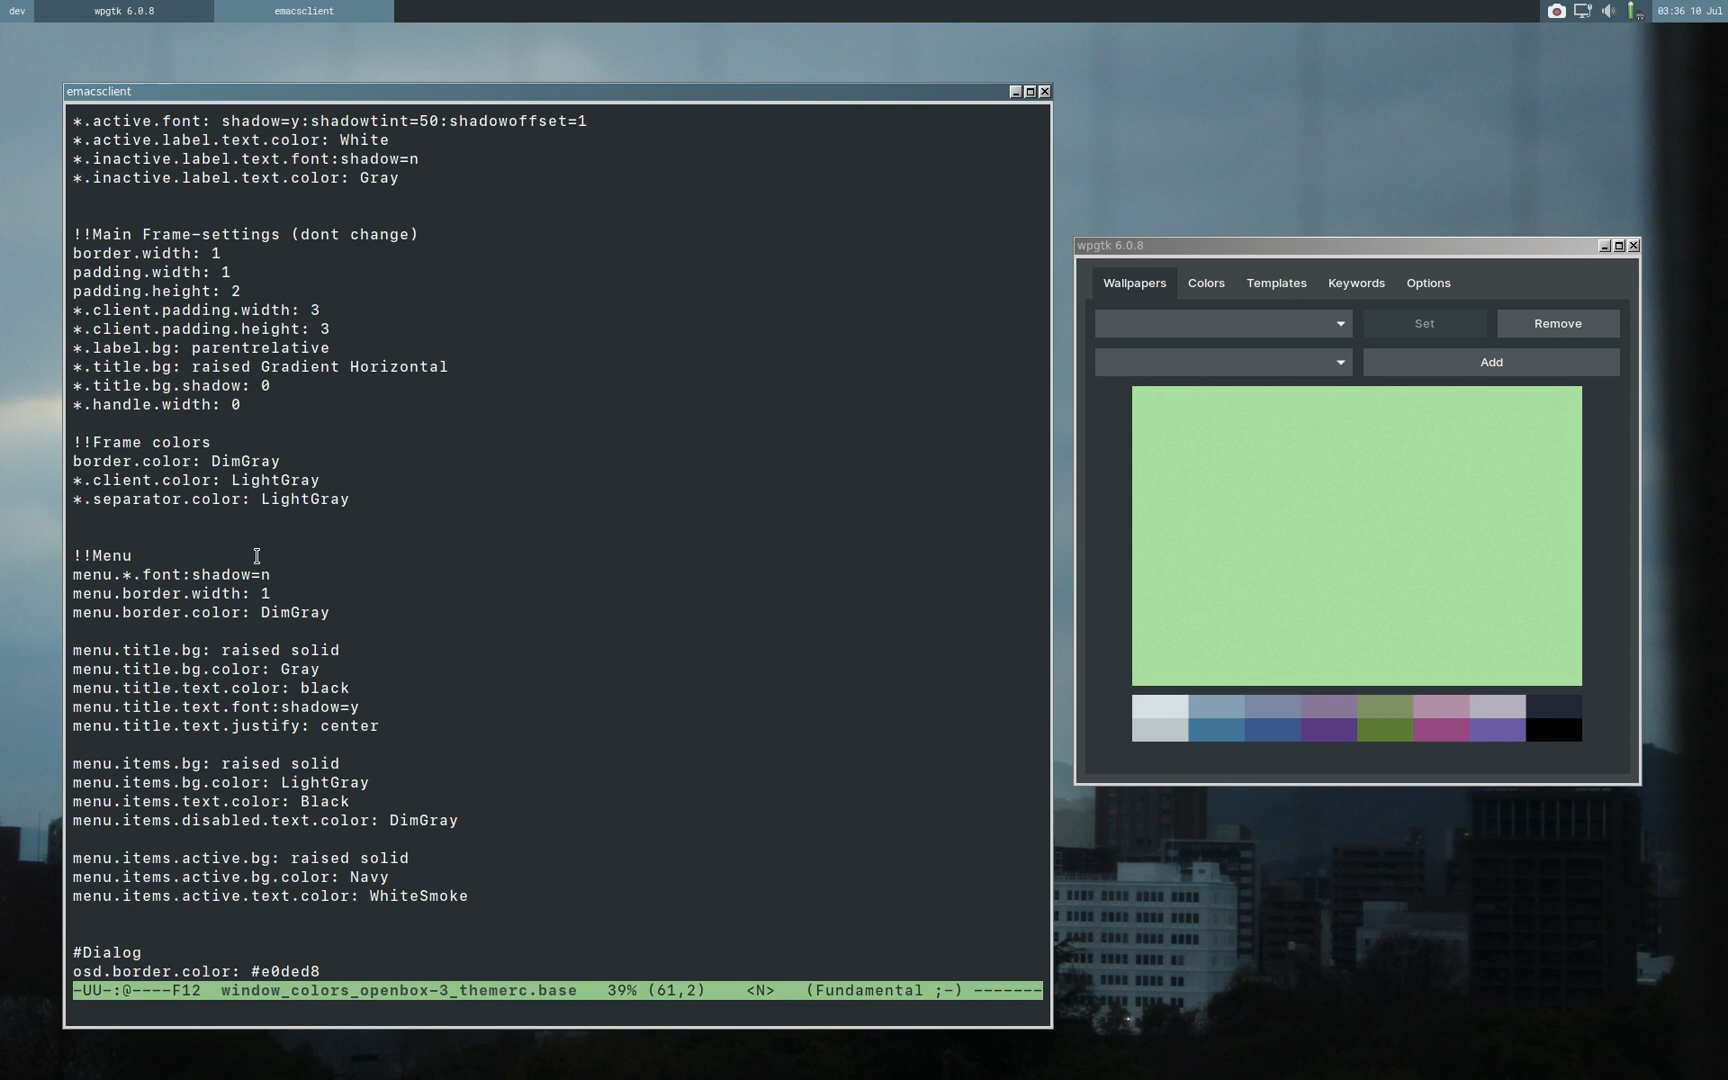 dev
wpgtk 6.0.8
emacsclient
03:36 10 Jul
emacsclient
*.active.font: shadow=y:shadowtint=50:shadowoffset=1
*.active.label.text.color: White
*.inactive.label.text.font:shadow=n
*.inactive.label.text.color: Gray
!!Main Frame-settings (dont change)
border.width: 1
padding.width: 1
padding.height: 2
*.client.padding.width: 3
*.client.padding.height: 3
*.label.bg: parentrelative
*.title.bg: raised Gradient Horizontal
*.title.bg.shadow: 0
*.handle.width: 0
!!Frame colors
border.color: DimGray
*.client.color: LightGray
*.separator.color: LightGray
!!Menu
menu.*.font:shadow=n
menu.border.width: 1
menu.border.color: DimGray
menu.title.bg: raised solid
menu.title.bg.color: Gray
menu.title.text.color: black
menu.title.text.font:shadow=y
menu.title.text.justify: center
menu.items.bg: raised solid
menu.items.bg.color: LightGray
menu.items.text.color: Black
menu.items.disabled.text.color: DimGray
menu.items.active.bg: raised solid
menu.items.active.bg.color: Navy
menu.items.active.text.color: WhiteSmoke
#Dialog
osd.border.color: #e0ded8
-UU-:@----F12  window_colors_openbox-3_themerc.base   39% (61,2)    <N>   (Fundamental ;-) -------
wpgtk 6.0.8
Wallpapers Colors Templates Keywords Options
Set Remove
Add